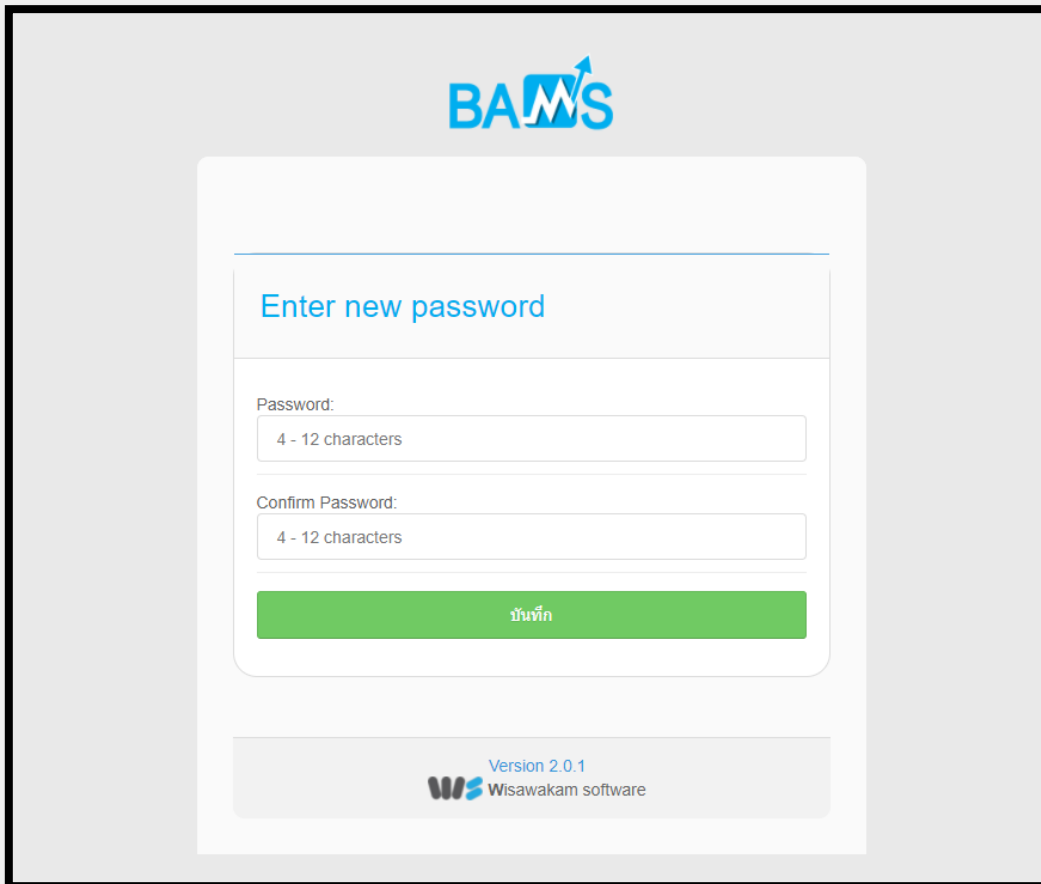 BAMS
Enter new password
Password:
4 - 12 characters
Confirm Password:
4 - 12 characters
บันทึก
Version 2.0.1
WS Wisawakam software